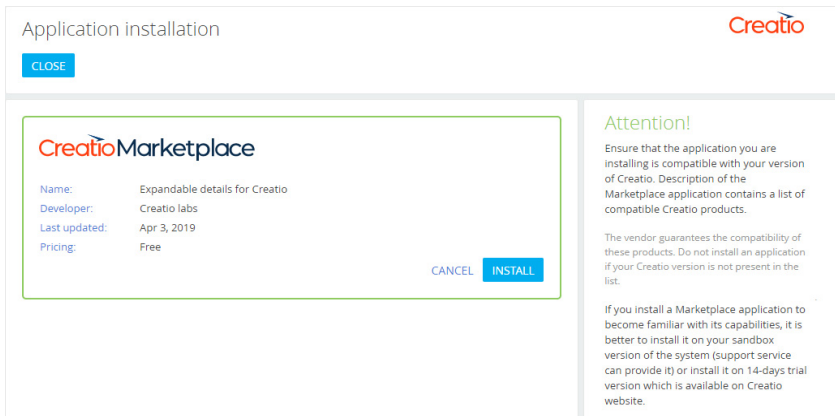 Application installation
Creatio
CLOSE
Creatio Marketplace
Name: Expandable details for Creatio
Developer: Creatio labs
Last updated: Apr 3, 2019
Pricing: Free
CANCEL INSTALL
Attention!
Ensure that the application you are
installing is compatible with your version
of Creatio. Description of the
Marketplace application contains a list of
compatible Creatio products.
The vendor guarantees the compatibility of
these products. Do not install an application
if your Creatio version is not present in the
list.
If you install a Marketplace application to
become familiar with its capabilities, it is
better to install it on your sandbox
version of the system (support service
can provide it) or install it on 14-days trial
version which is available on Creatio
website.